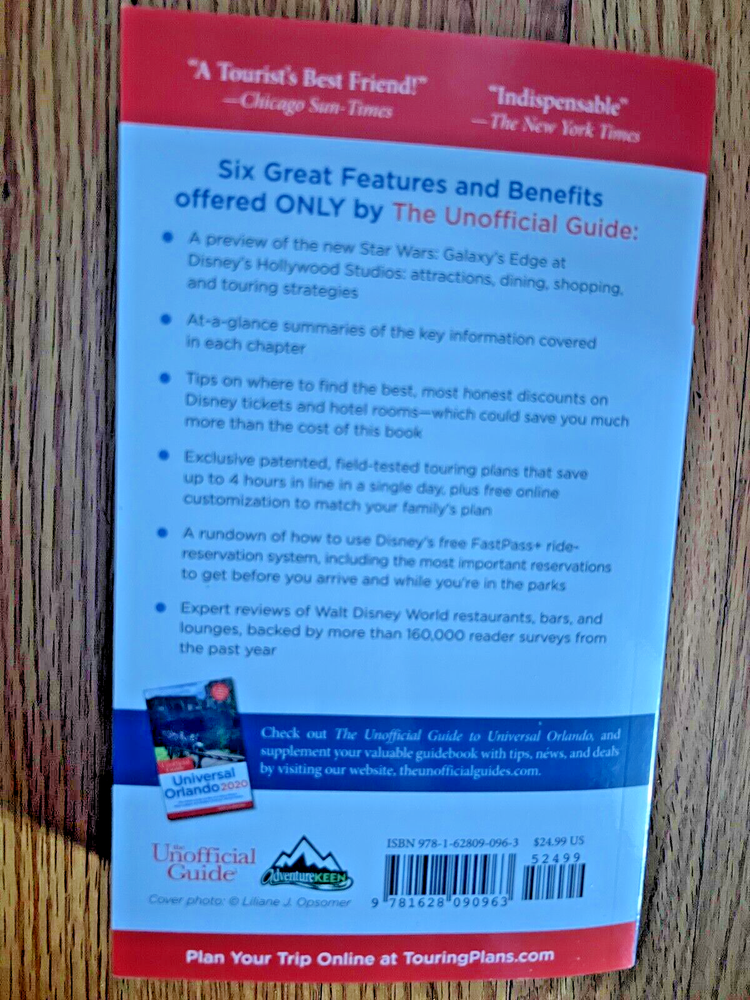 "A Tourist's Best Friend!"
—Chicago Sun-Times
"Indispensable"
—The New York Times
Six Great Features and Benefits
offered ONLY by The Unofficial Guide:
• A preview of the new Star Wars: Galaxy's Edge at
Disney's Hollywood Studios: attractions, dining, shopping,
and touring strategies
• At-a-glance summaries of the key information covered
in each chapter
• Tips on where to find the best, most honest discounts on
Disney tickets and hotel rooms—which could save you much
more than the cost of this book
• Exclusive patented, field-tested touring plans that save
up to 4 hours in line in a single day, plus free online
customization to match your family's plan
• A rundown of how to use Disney's free FastPass+ ride-
reservation system, including the most important reservations
to get before you arrive and while you're in the parks
• Expert reviews of Walt Disney World restaurants, bars, and
lounges, backed by more than 160,000 reader surveys from
the past year
Universal
Orlando 2020
Check out The Unofficial Guide to Universal Orlando, and
supplement your valuable guidebook with tips, news, and deals
by visiting our website, theunofficialguides.com.
the
Unofficial
Guide
AdventureKEEN
Cover photo: © Liliane J. Opsomer
ISBN 978-1-62809-096-3 $24.99 US
52499
9 781628 090963
Plan Your Trip Online at TouringPlans.com